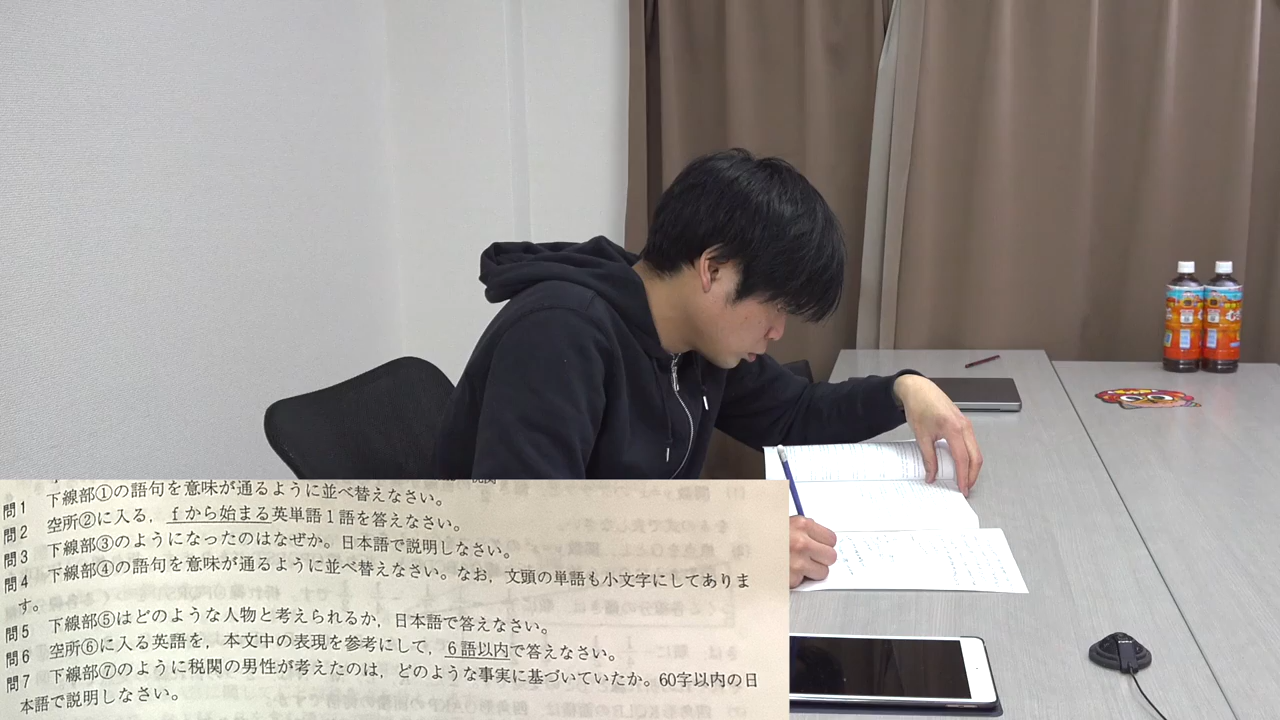 問1 下線部①の語句を意味が通るように並べ替えなさい。
問2 空所②に入る，fから始まる英単語1語を答えなさい。
問3 下線部③のようになったのはなぜか。日本語で説明しなさい。
問4 下線部④の語句を意味が通るように並べ替えなさい。なお，文頭の単語も小文字にしてありま
す。
問5 下線部⑤はどのような人物と考えられるか，日本語で答えなさい。
問6 空所⑥に入る英語を，本文中の表現を参考にして，6語以内で答えなさい。
問7 下線部⑦のように税関の男性が考えたのは，どのような事実に基づいていたか。60字以内の日
本語で説明しなさい。